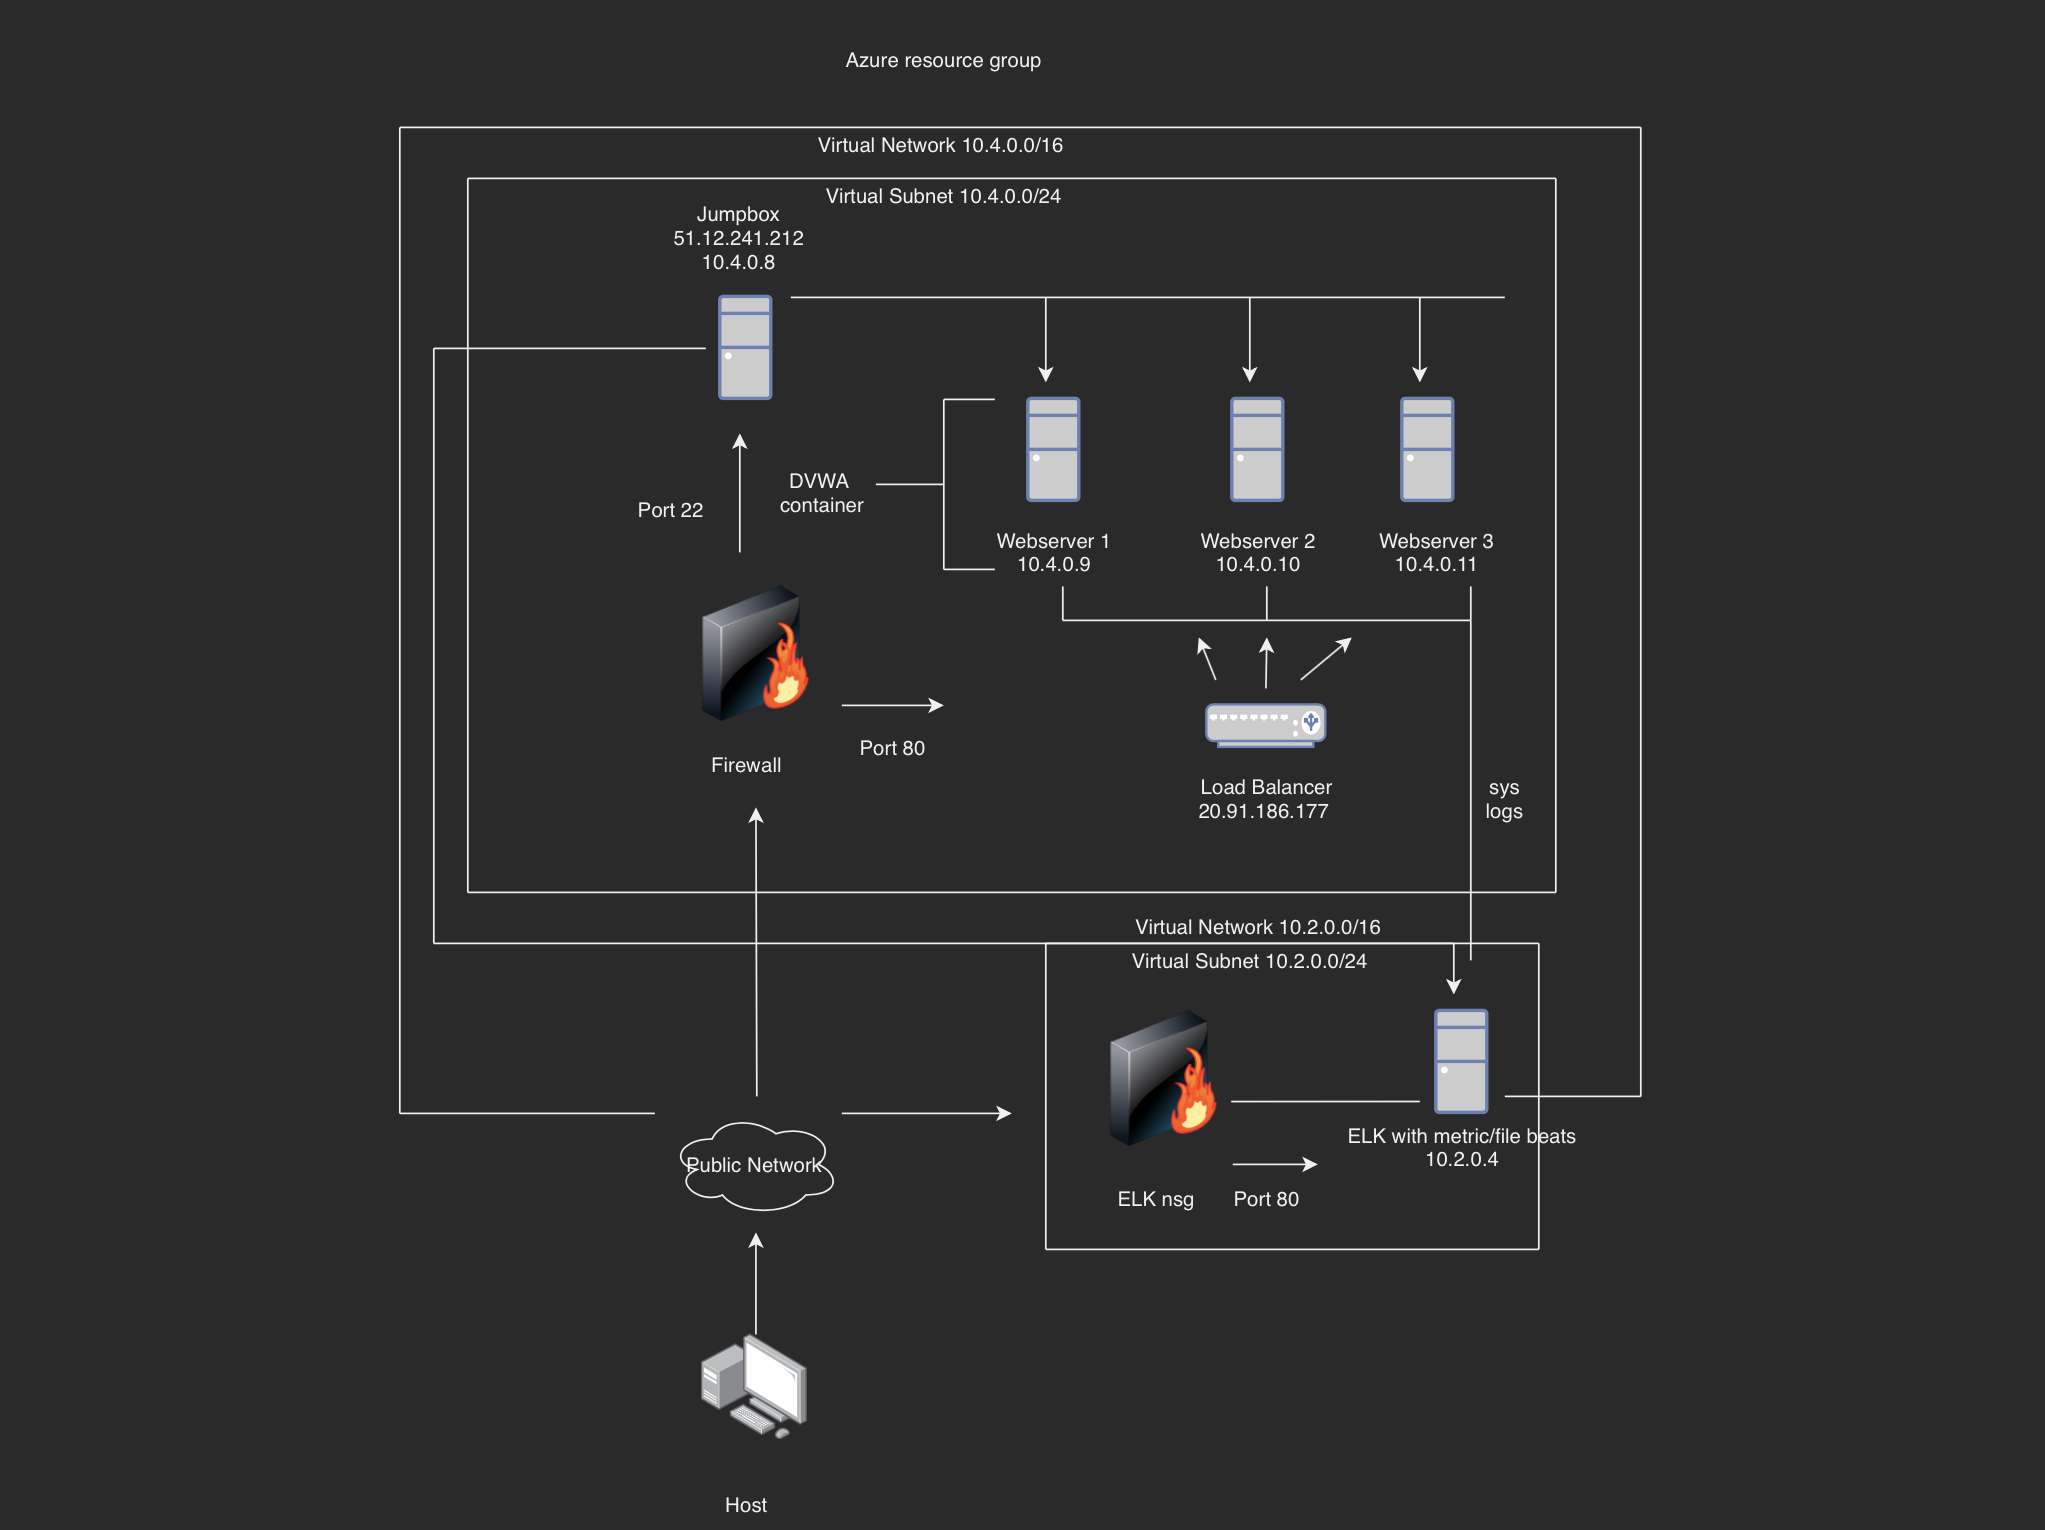 Azure resource group
Virtual Network 10.4.0.0/16
Virtual Subnet 10.4.0.0/24
Jumpbox
51.12.241.212
10.4.0.8
DVWA
container
Port 22
Webserver 1
10.4.0.9
Webserver 2
10.4.0.10
Webserver 3
10.4.0.11
Port 80
Firewall
Load Balancer
20.91.186.177
sys
logs
Virtual Network 10.2.0.0/16
Virtual Subnet 10.2.0.0/24
ELK with metric/file beats
10.2.0.4
Public Network
ELK nsg
Port 80
Host